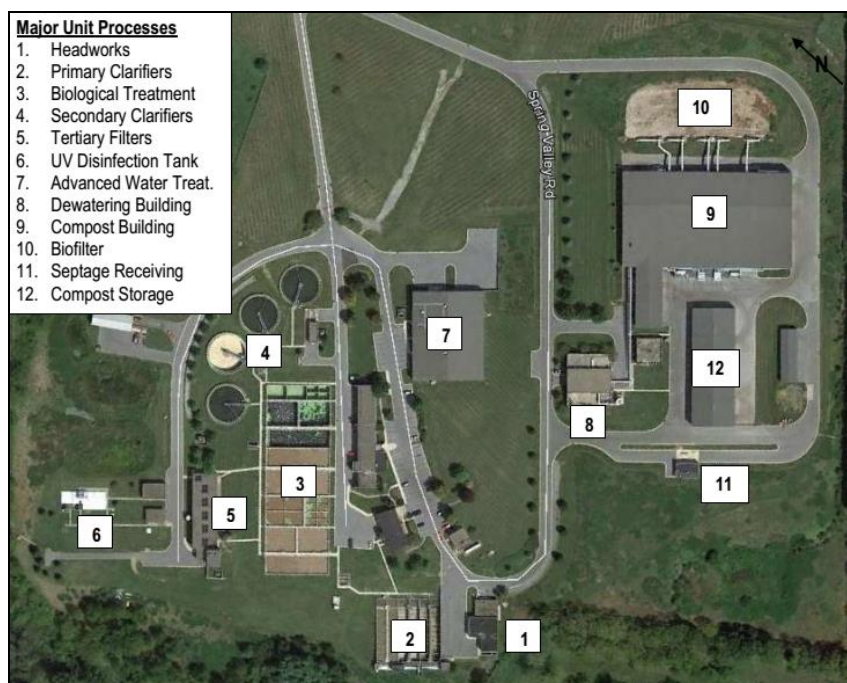 Major Unit Processes
1. Headworks
2. Primary Clarifiers
3. Biological Treatment
4. Secondary Clarifiers
5. Tertiary Filters
6. UV Disinfection Tank
7. Advanced Water Treat.
8. Dewatering Building
9. Compost Building
10. Biofilter
11. Septage Receiving
12. Compost Storage
N
Spring Valley Rd
10
9
7
4
12
8
3
11
5
6
2
1